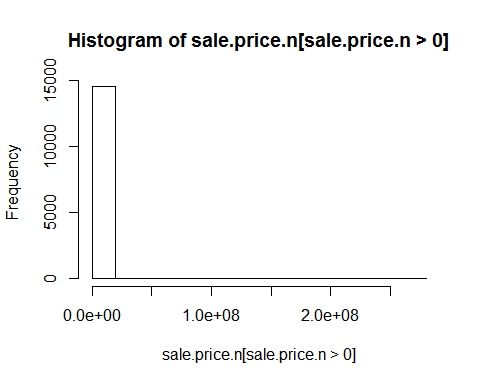 Histogram of sale.price.n[sale.price.n > 0]
Frequency
15000
10000
5000
0
0.0e+00 1.0e+08 2.0e+08
sale.price.n[sale.price.n > 0]